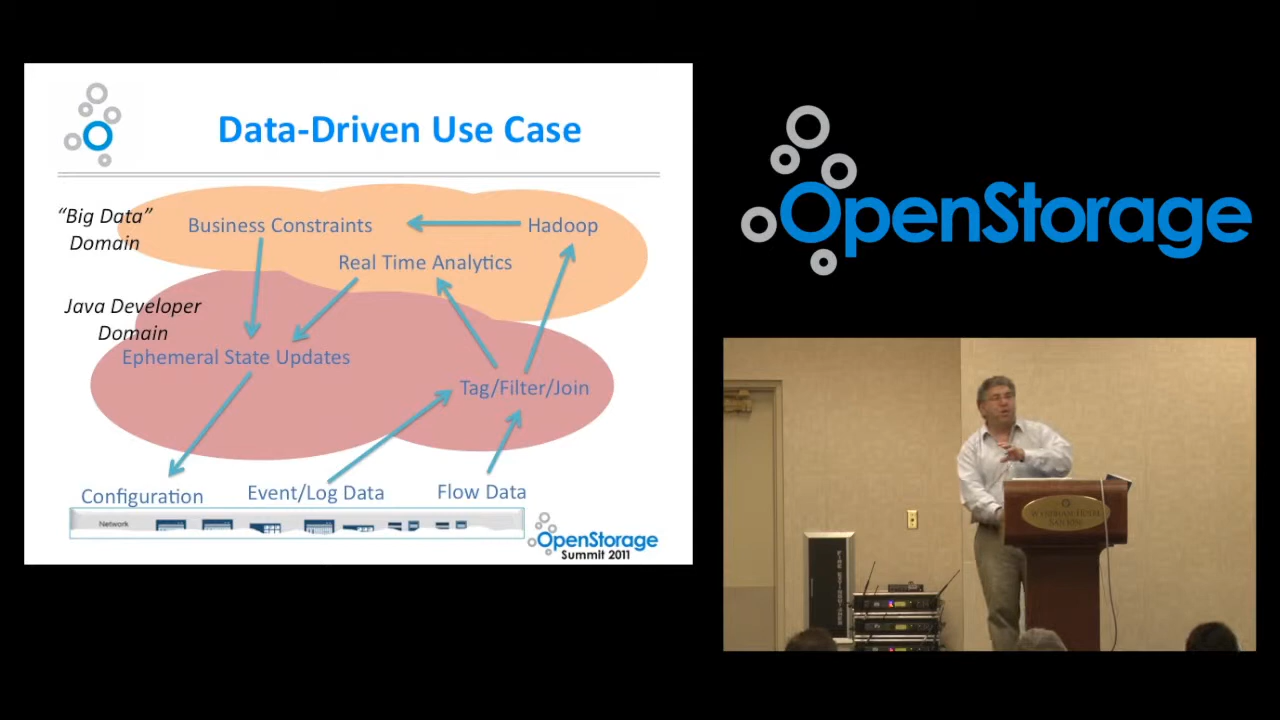 Data-Driven Use Case
“Big Data”
Domain
Business Constraints
Hadoop
Real Time Analytics
Java Developer
Domain
Ephemeral State Updates
Tag/Filter/Join
Configuration
Event/Log Data
Flow Data
Network
OpenStorage
Summit 2011
OpenStorage